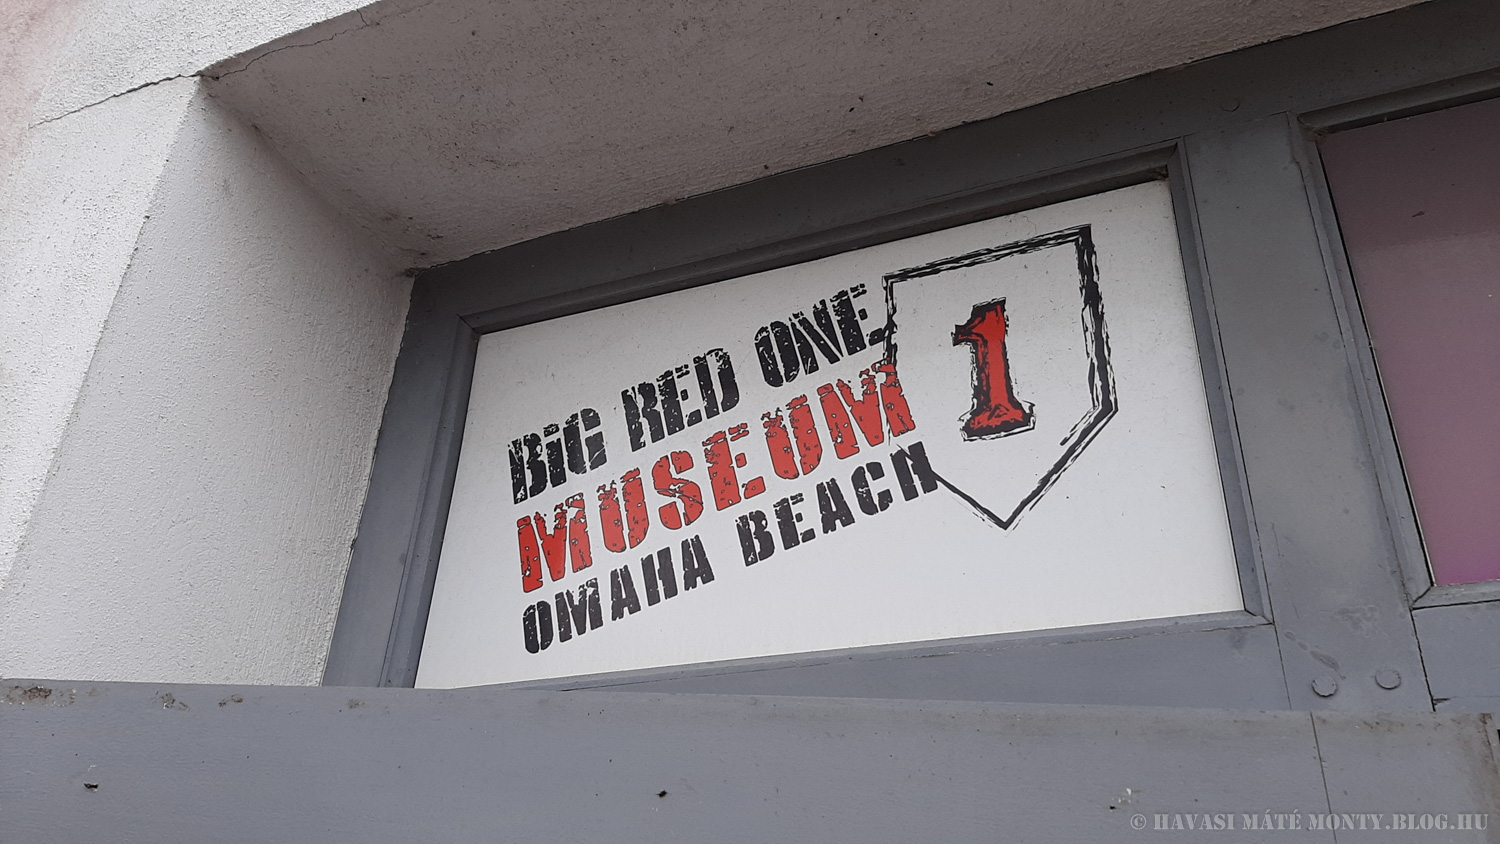 BiG RED ONE
MUSEUM
OMAHA BEACH
1
© HAVASI MÁTÉ MONTY.BLOG.HU